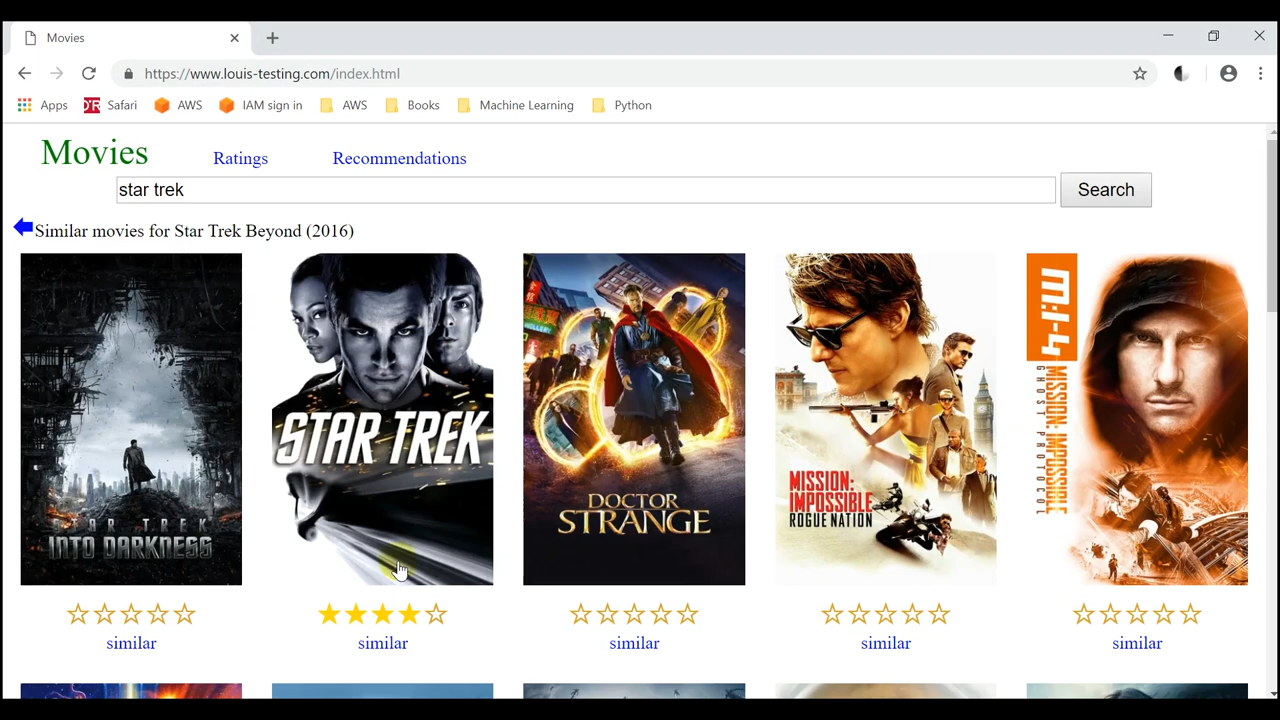 Movies
https://www.louis-testing.com/index.html
Apps Safari AWS IAM sign in AWS Books Machine Learning Python
Movies Ratings Recommendations
star trek Search
Similar movies for Star Trek Beyond (2016)
STAR TREK
INTO DARKNESS
STAR TREK
DOCTOR
STRANGE
MISSION:
IMPOSSIBLE
ROGUE NATION
M:I-4
MISSION: IMPOSSIBLE
GHOST PROTOCOL
similar similar similar similar similar